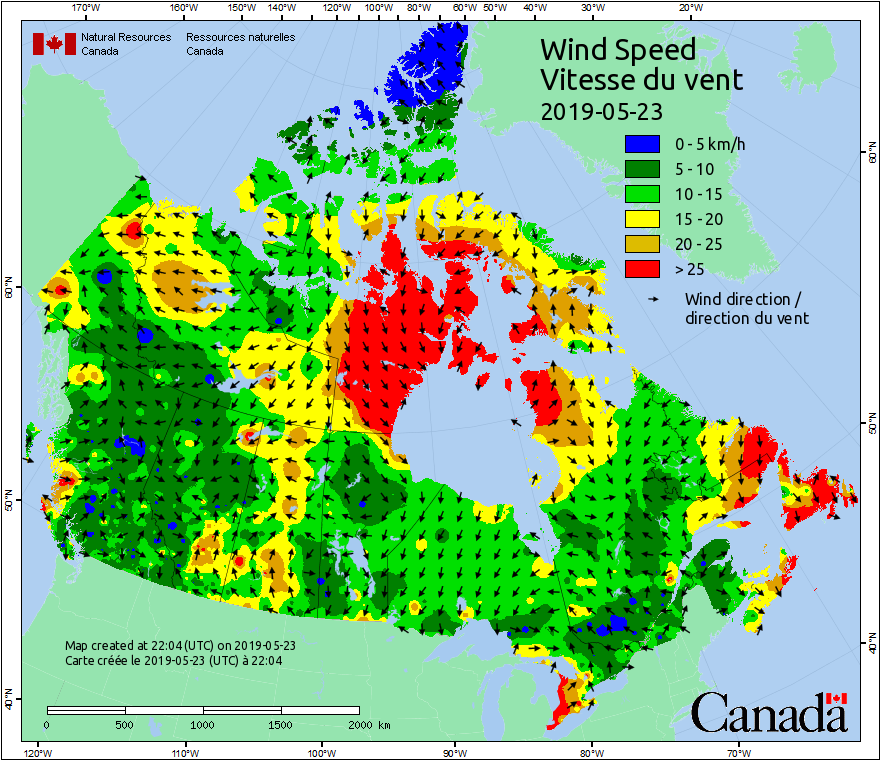 170°W 160°W 150°W 140°W 130°W 120°W 110°W 100°W 80°W 60°W 50°W 40°W 30°W 20°W
Natural Resources Ressources naturelles
Canada Canada
Wind Speed
Vitesse du vent
2019-05-23
0 - 5 km/h
5 - 10
10 - 15
15 - 20
20 - 25
> 25
Wind direction /
direction du vent
60°N
60°N
50°N
50°N
40°N
40°N
Map created at 22:04 (UTC) on 2019-05-23
Carte créée le 2019-05-23 (UTC) à 22:04
0 500 1000 1500 2000 km
Canada
120°W 110°W 100°W 90°W 80°W 70°W